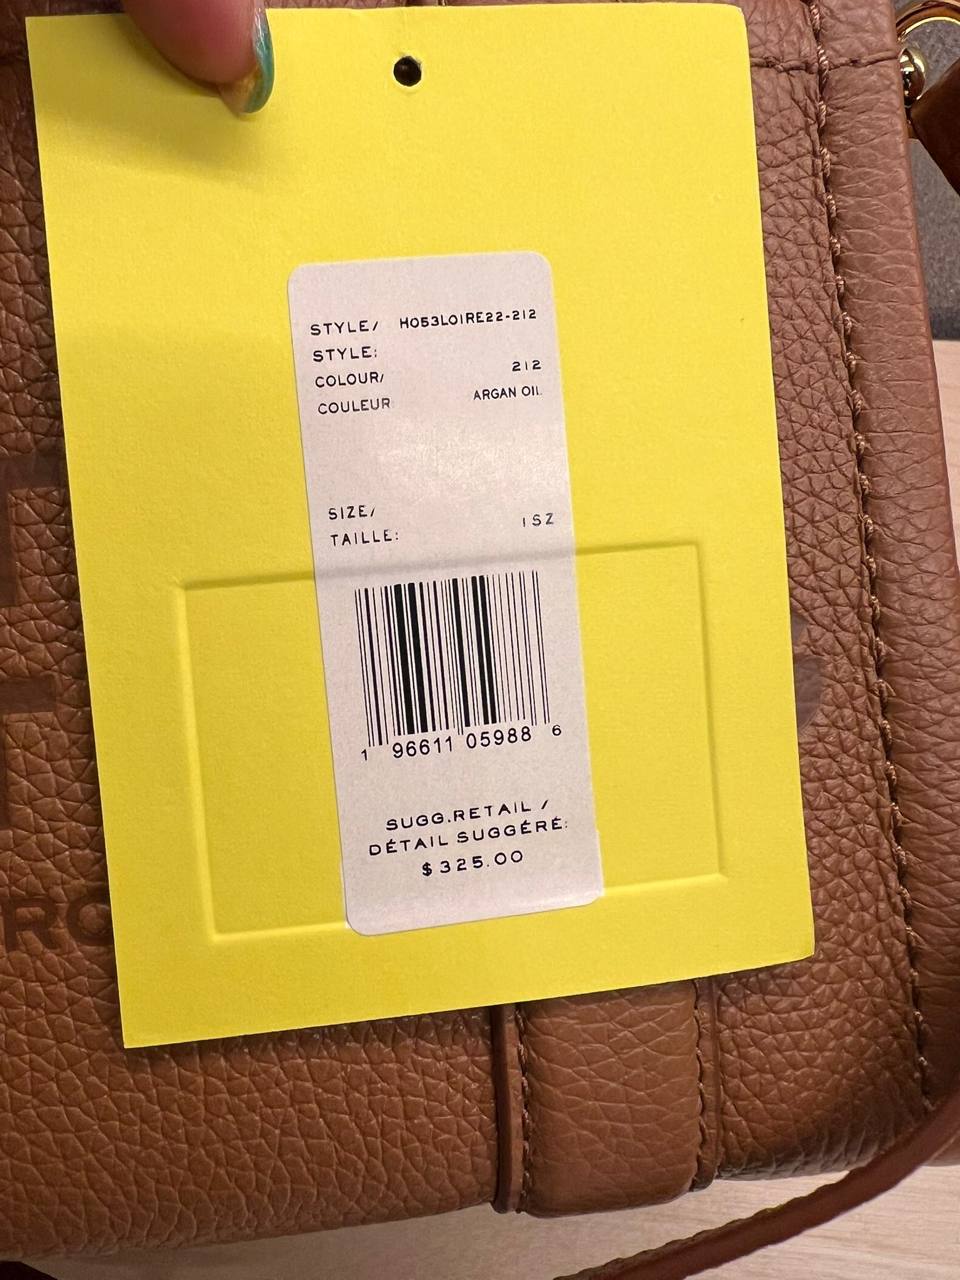 STYLE/ H053L01RE22-212
STYLE:
COLOUR/ 212
COULEUR ARGAN OIL
SIZE/
TAILLE: 1SZ
1 96611 05988 6
SUGG.RETAIL /
DÉTAIL SUGGÉRÉ:
$325.00
RO